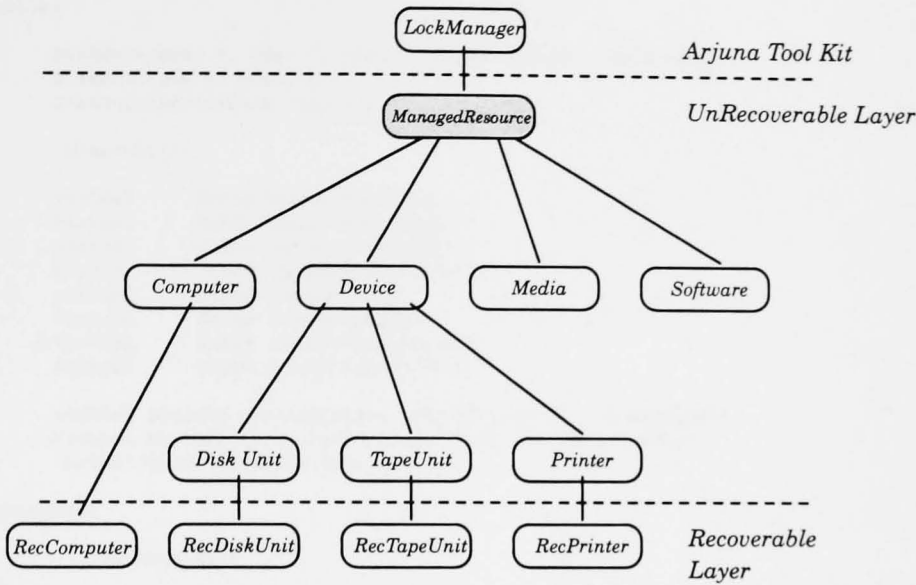 LockManager
Arjuna Tool Kit
ManagedResource
UnRecoverable Layer
Computer
Device
Media
Software
Disk Unit
TapeUnit
Printer
RecComputer
RecDiskUnit
RecTapeUnit
RecPrinter
Recoverable
Layer